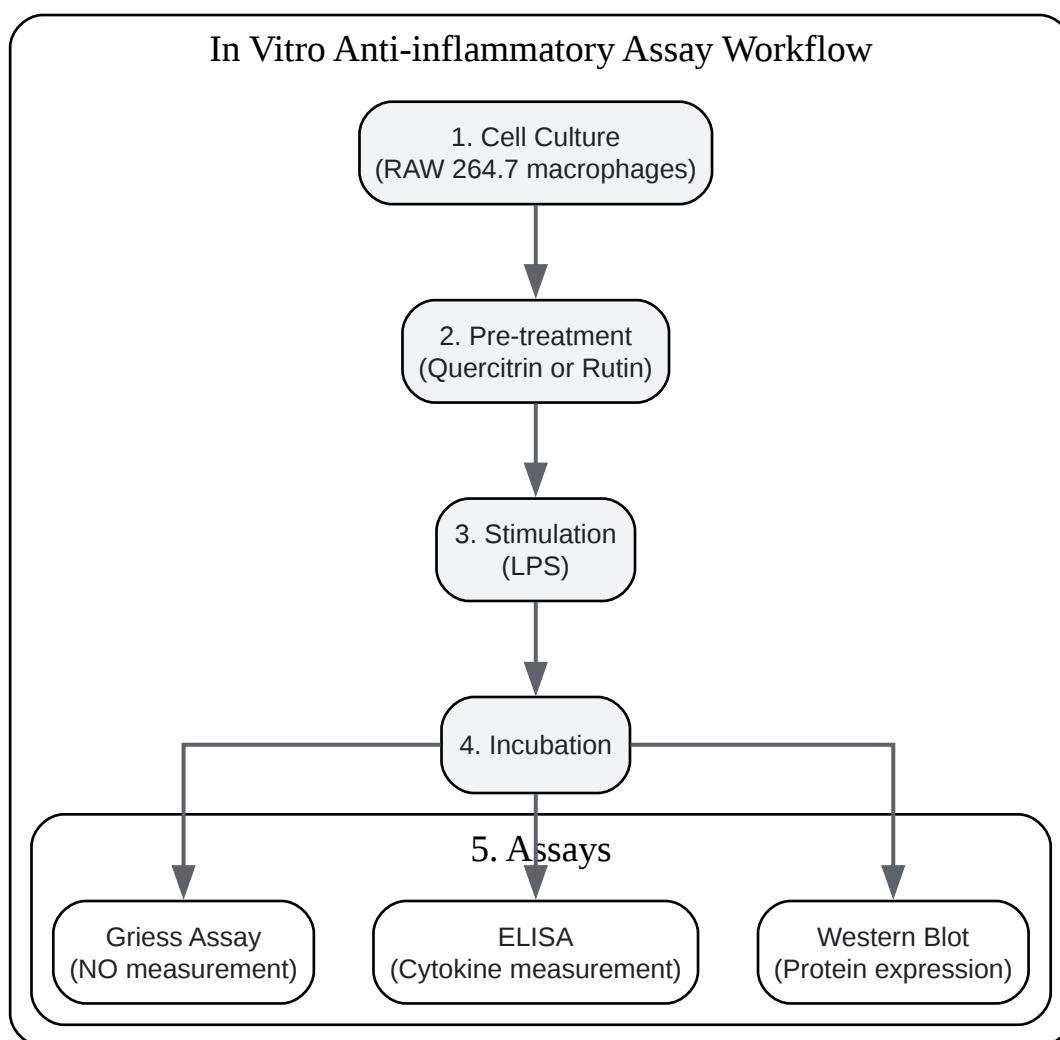 In Vitro Anti-inflammatory Assay Workflow
1. Cell Culture
(RAW 264.7 macrophages)
2. Pre-treatment
(Quercitrin or Rutin)
3. Stimulation
(LPS)
4. Incubation
5. Assays
Griess Assay
(NO measurement)
ELISA
(Cytokine measurement)
Western Blot
(Protein expression)